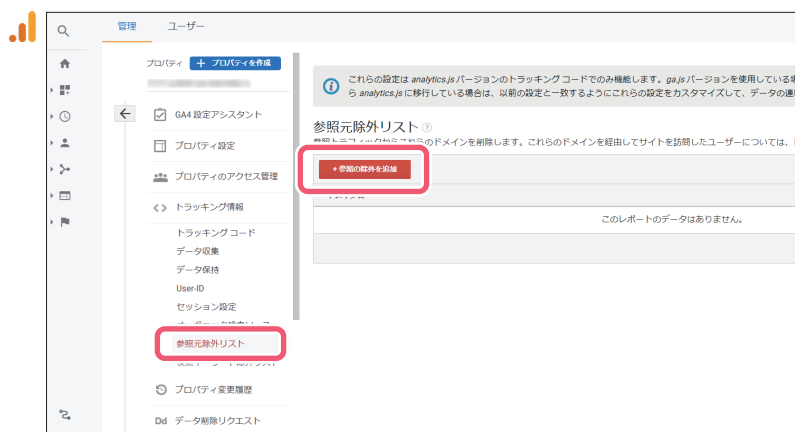 管理 ユーザー
プロパティ + プロパティを作成
GA4 設定アシスタント
プロパティ設定
プロパティのアクセス管理
<> トラッキング情報
トラッキング コード
データ収集
データ保持
User-ID
セッション設定
参照元除外リスト
プロパティ変更履歴
Dd データ削除リクエスト
これらの設定は analytics.js バージョンのトラッキング コードでのみ機能します。ga.js バージョンを使用している
ら analytics.js に移行している場合は、以前の設定と一致するようにこれらの設定をカスタマイズして、データの連
参照元除外リスト
参照トラフィックからこれらのドメインを削除します。これらのドメインを経由してサイトを訪問したユーザーについては、
+ 参照の除外を追加
このレポートのデータはありません。